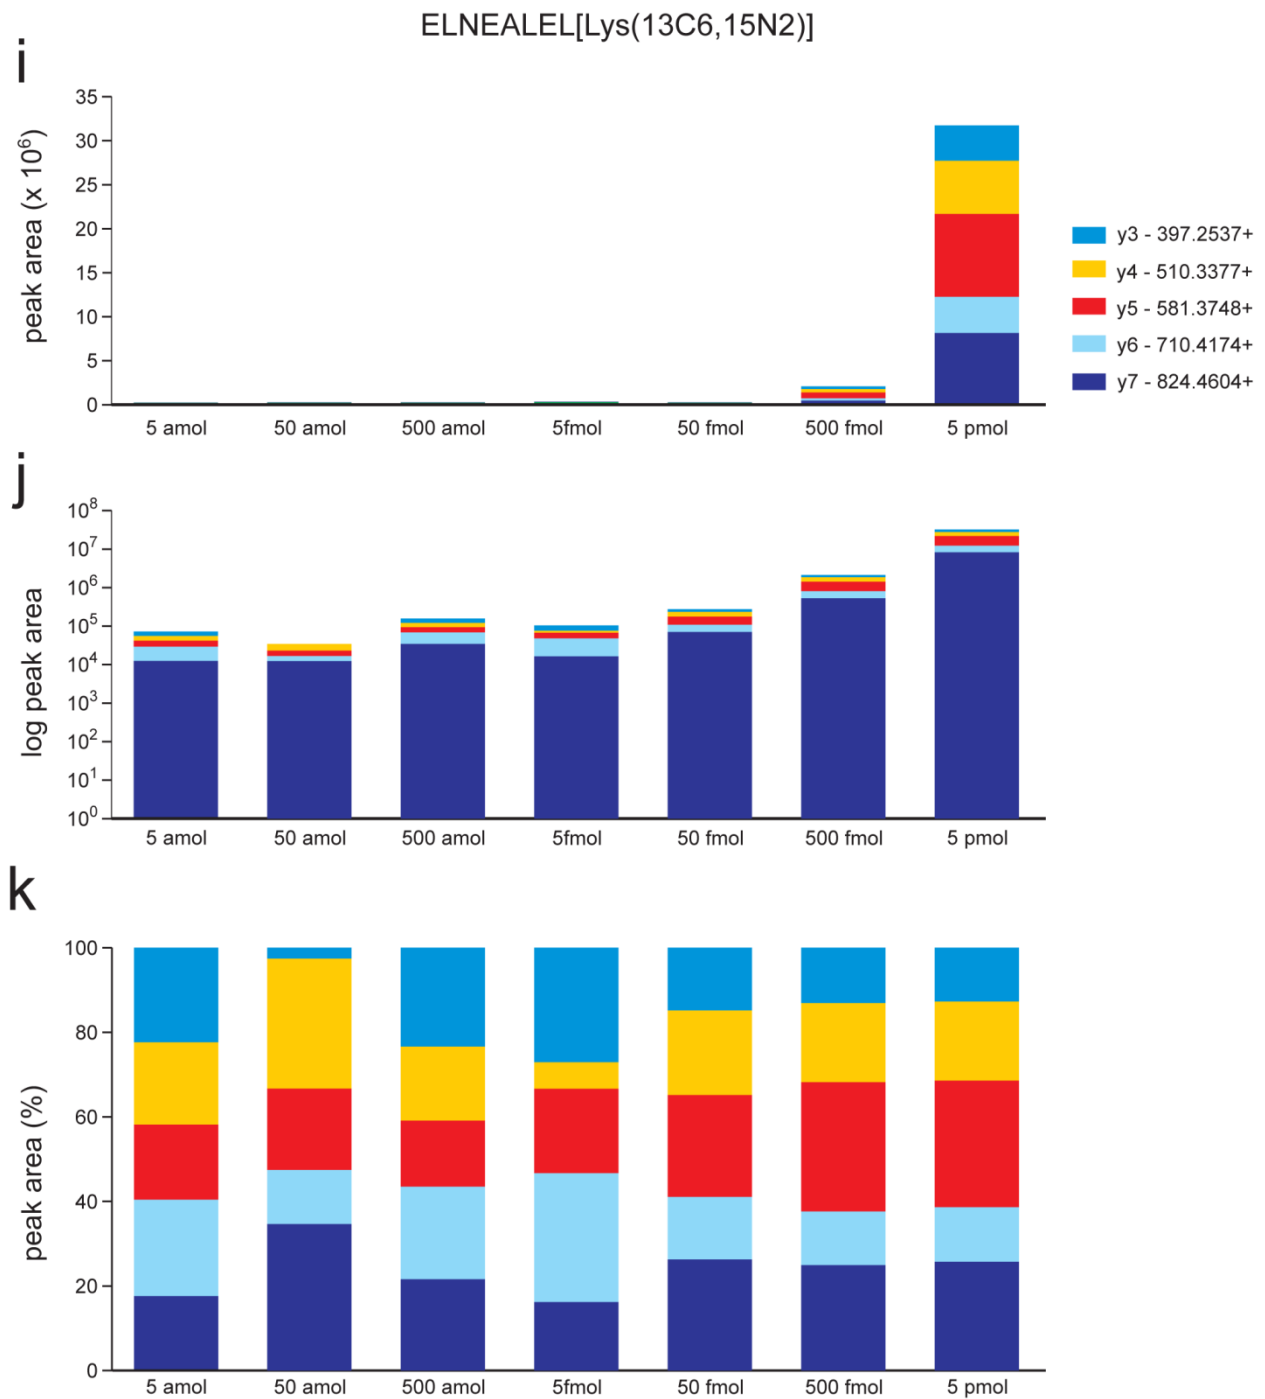 ELNEALEL[Lys(13C6,15N2)]
i
peak area (x 10⁶)
35
30
25
20
15
10
5
0
5 amol 50 amol 500 amol 5fmol 50 fmol 500 fmol 5 pmol
y3 - 397.2537+
y4 - 510.3377+
y5 - 581.3748+
y6 - 710.4174+
y7 - 824.4604+
j
log peak area
10⁸
10⁷
10⁶
10⁵
10⁴
10³
10²
10¹
10⁰
5 amol 50 amol 500 amol 5fmol 50 fmol 500 fmol 5 pmol
k
peak area (%)
100
80
60
40
20
0
5 amol 50 amol 500 amol 5fmol 50 fmol 500 fmol 5 pmol